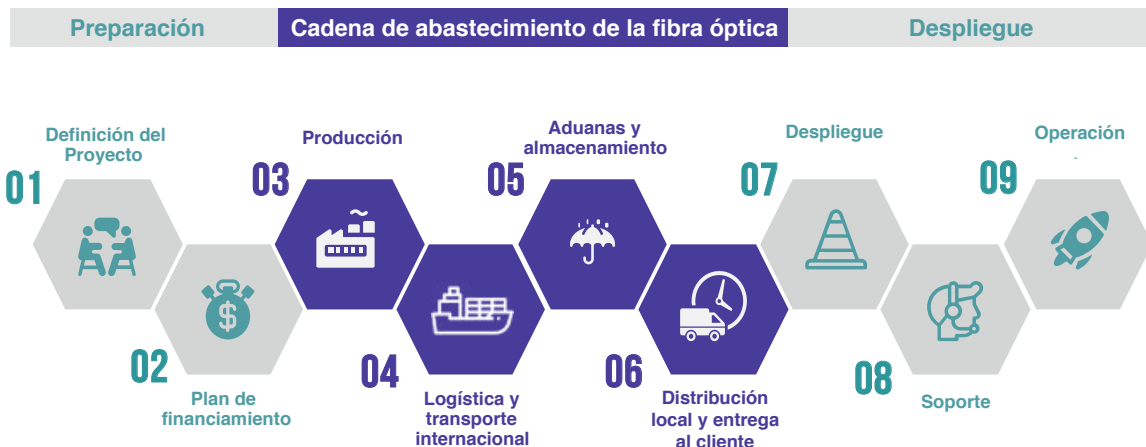 Preparación
Cadena de abastecimiento de la fibra óptica
Despliegue
01
Definición del
Proyecto
02
Plan de
financiamiento
$
03
Producción
04
Logística y
transporte
internacional
05
Aduanas y
almacenamiento
06
Distribución
local y entrega
al cliente
07
Despliegue
08
Soporte
09
Operación
.